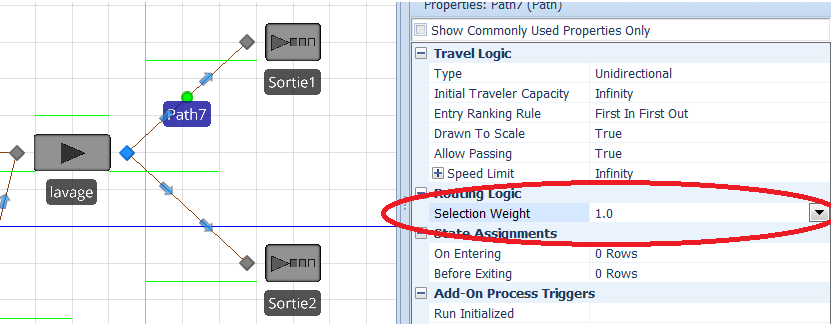 Properties: Path7 (Path)
Show Commonly Used Properties Only
Travel Logic
Type Unidirectional
Initial Traveler Capacity Infinity
Entry Ranking Rule First In First Out
Drawn To Scale True
Allow Passing True
Speed Limit Infinity
Routing Logic
Selection Weight 1.0
State Assignments
On Entering 0 Rows
Before Exiting 0 Rows
Add-On Process Triggers
Run Initialized
Sortie1
Path7
lavage
Sortie2